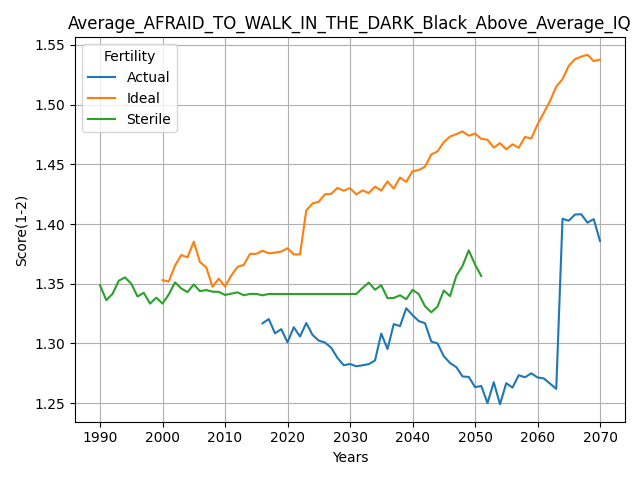 Average_AFRAID_TO_WALK_IN_THE_DARK_Black_Above_Average_IQ
Fertility
Actual
Ideal
Sterile
1.55
1.50
1.45
1.40
1.35
1.30
1.25
Score(1-2)
1990 2000 2010 2020 2030 2040 2050 2060 2070
Years